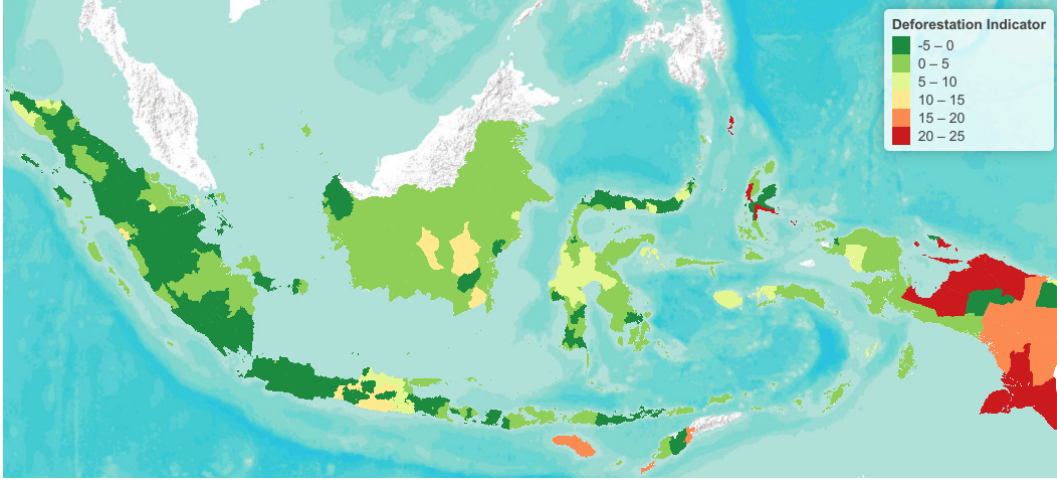 Deforestation Indicator
-5 – 0
0 – 5
5 – 10
10 – 15
15 – 20
20 – 25